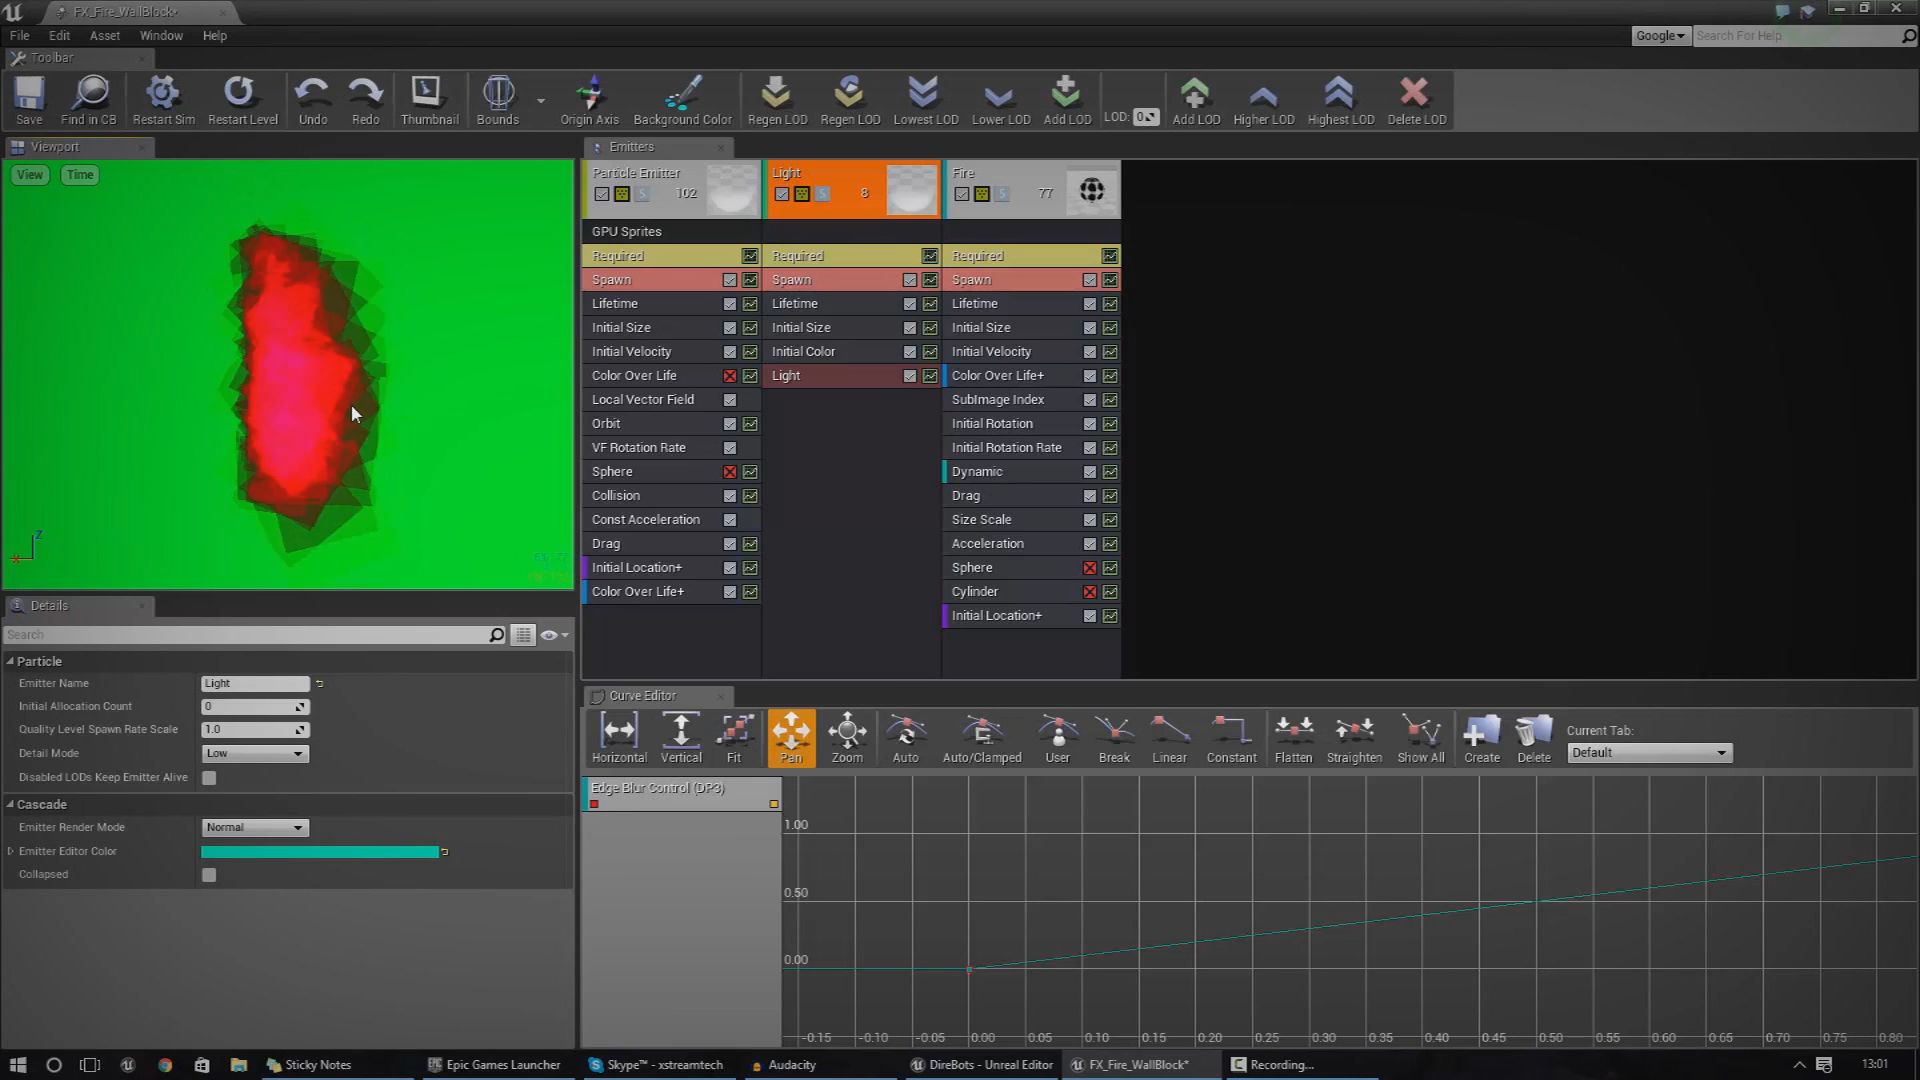 FX_Fire_WallBlock*
File Edit Asset Window Help
Google Search For Help
Toolbar
Save Find in CB Restart Sim Restart Level Undo Redo Thumbnail Bounds Origin Axis Background Color Regen LOD Regen LOD Lowest LOD Lower LOD Add LOD LOD: 0 Add LOD Higher LOD Highest LOD Delete LOD
Viewport
View Time
Z
Emitters
Particle Emitter Light Fire
S 102 S 8 S 77
GPU Sprites
Required Required Required
Spawn Spawn Spawn
Lifetime Lifetime Lifetime
Initial Size Initial Size Initial Size
Initial Velocity Initial Color Initial Velocity
Color Over Life Light Color Over Life+
Local Vector Field SubImage Index
Orbit Initial Rotation
VF Rotation Rate Initial Rotation Rate
Sphere Dynamic
Collision Drag
Const Acceleration Size Scale
Drag Acceleration
Initial Location+ Sphere
Color Over Life+ Cylinder
Initial Location+
Details
Search
Particle
Emitter Name Light
Initial Allocation Count 0
Quality Level Spawn Rate Scale 1.0
Detail Mode Low
Disabled LODs Keep Emitter Alive
Cascade
Emitter Render Mode Normal
Emitter Editor Color
Collapsed
Curve Editor
Horizontal Vertical Fit Pan Zoom Auto Auto/Clamped User Break Linear Constant Flatten Straighten Show All Create Delete
Current Tab:
Default
Edge Blur Control (DP3)
1.00
0.50
0.00
-0.15 -0.10 -0.05 0.00 0.05 0.10 0.15 0.20 0.25 0.30 0.35 0.40 0.45 0.50 0.55 0.60 0.65 0.70 0.75 0.80
Sticky Notes Epic Games Launcher Skype™ - xstreamtech Audacity DireBots - Unreal Editor FX_Fire_WallBlock* Recording... 13:01